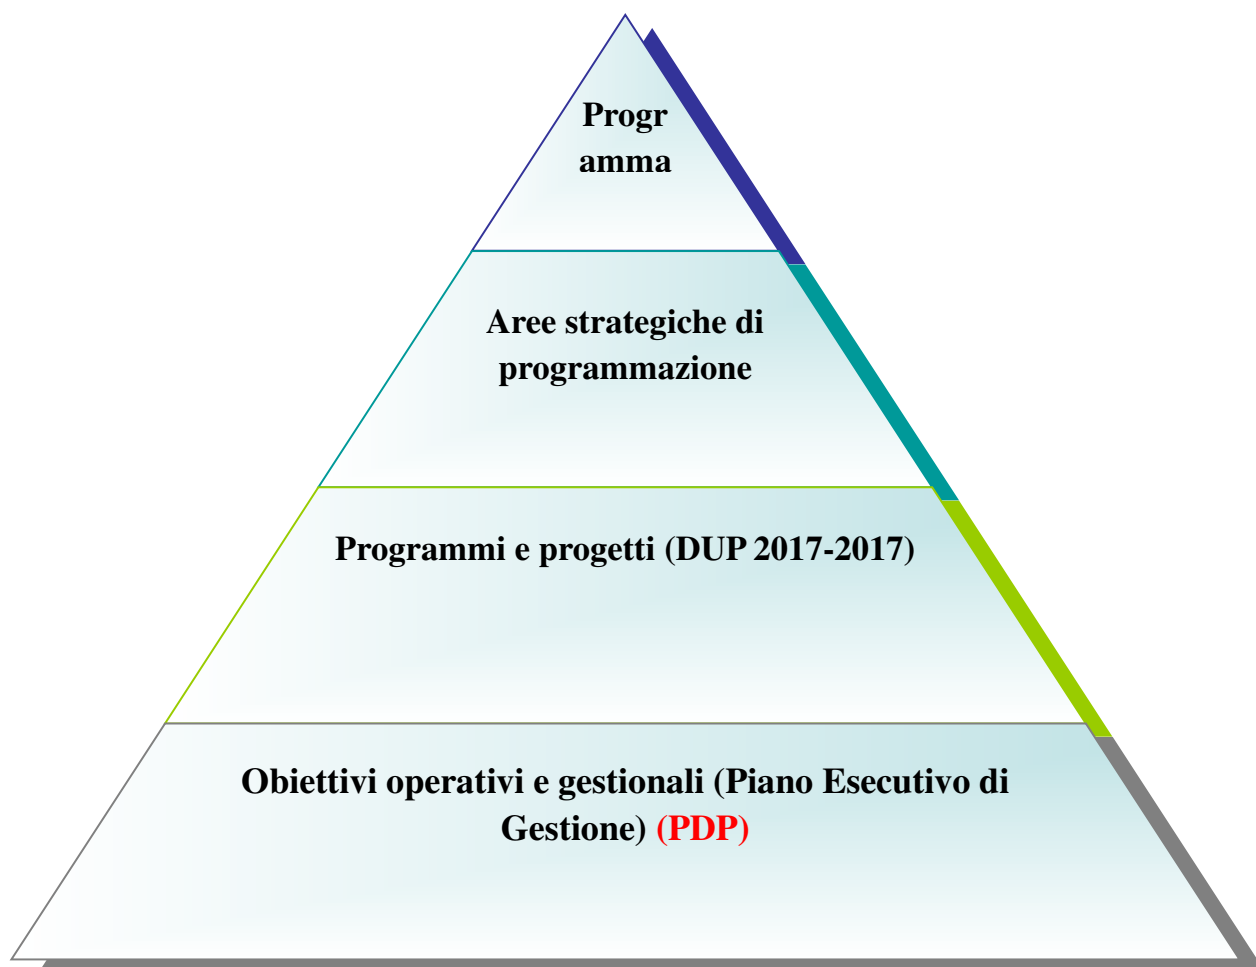 Progr
amma
Aree strategiche di
programmazione
Programmi e progetti (DUP 2017-2017)
Obiettivi operativi e gestionali (Piano Esecutivo di
Gestione) (PDP)